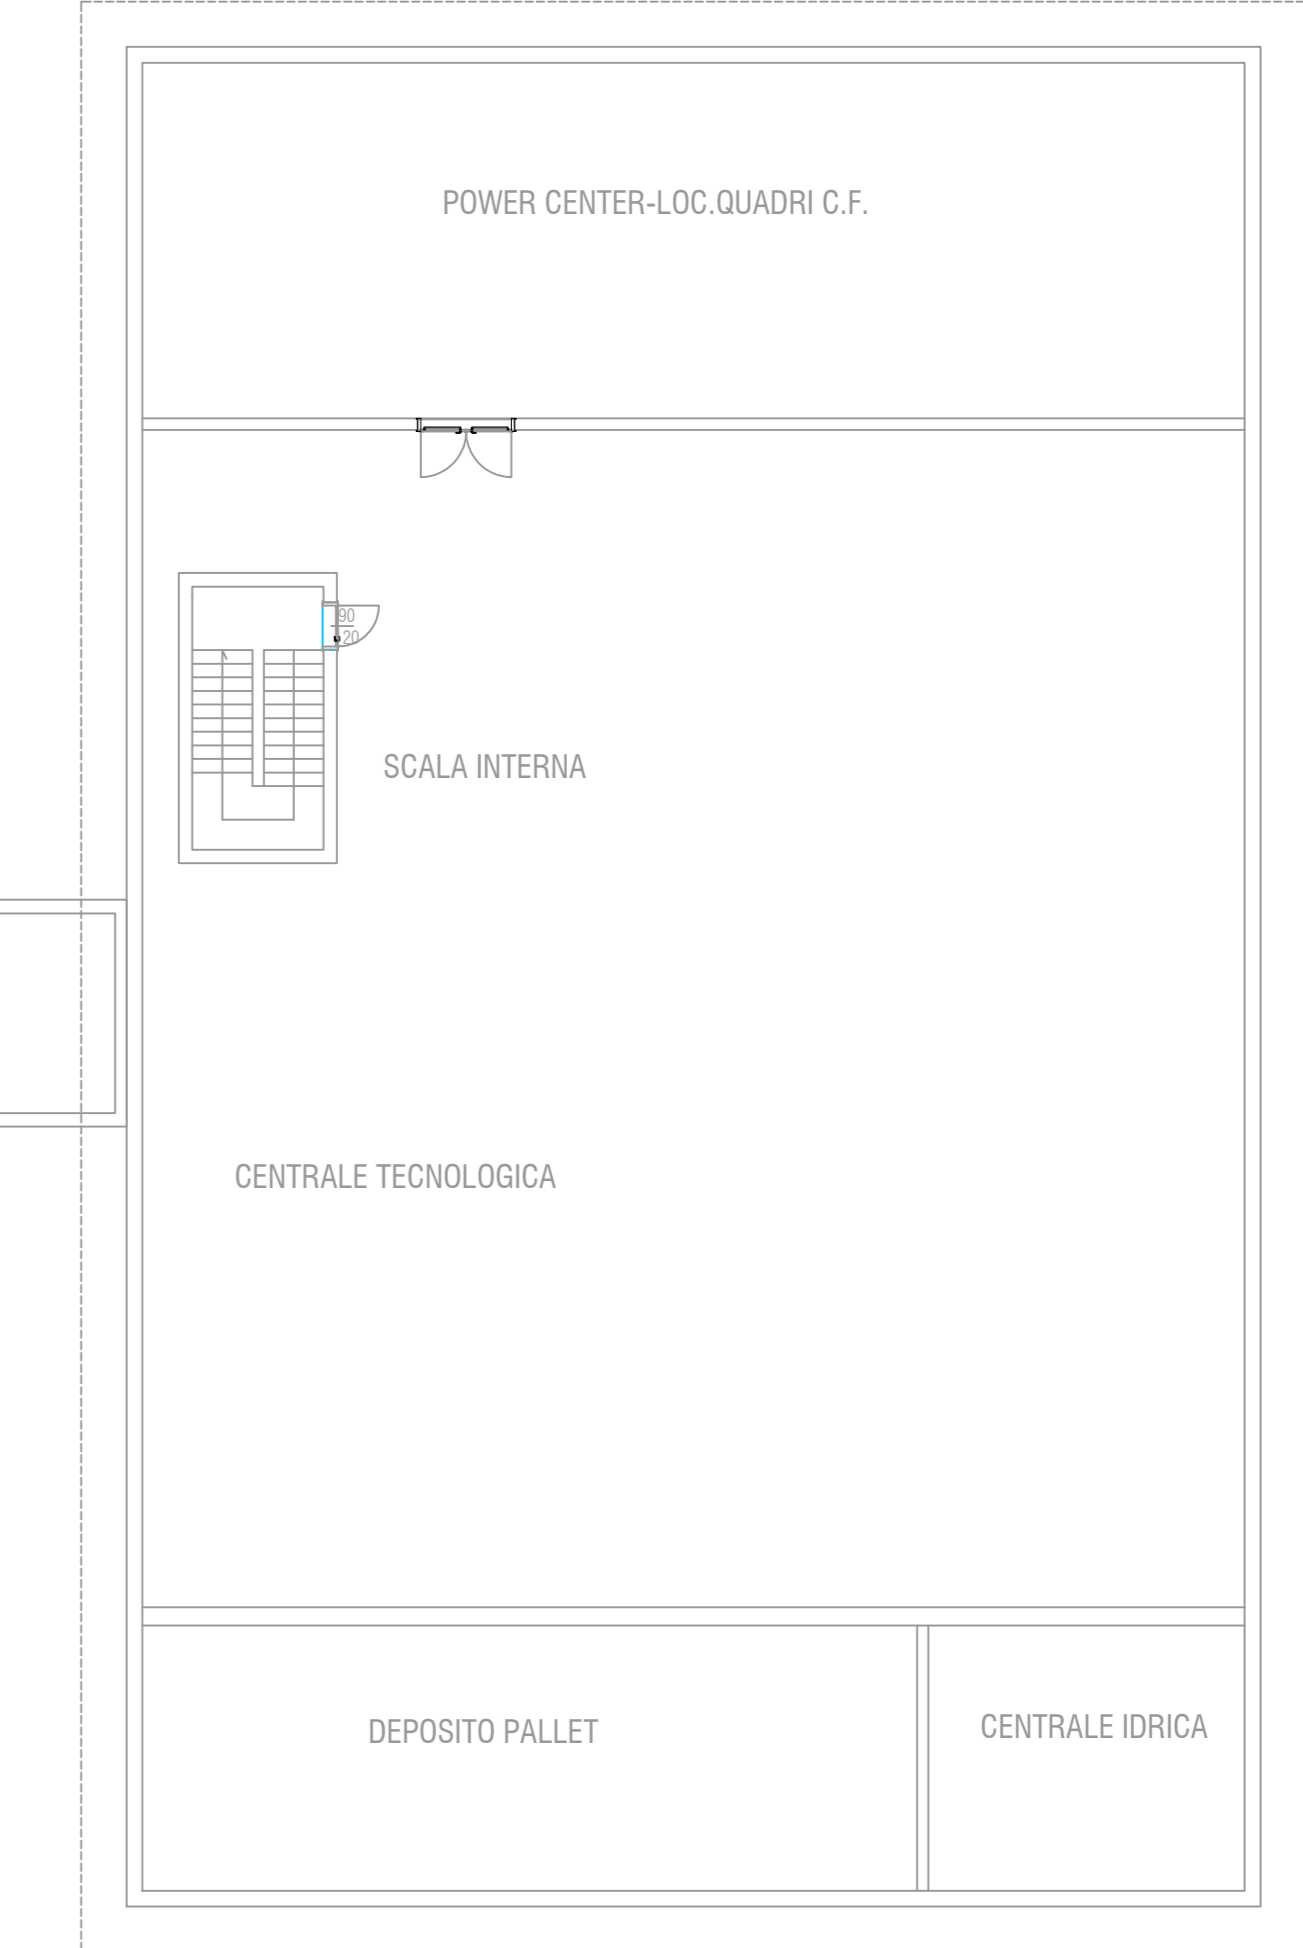 POWER CENTER-LOC.QUADRI C.F.
90
20
SCALA INTERNA
CENTRALE TECNOLOGICA
DEPOSITO PALLET
CENTRALE IDRICA